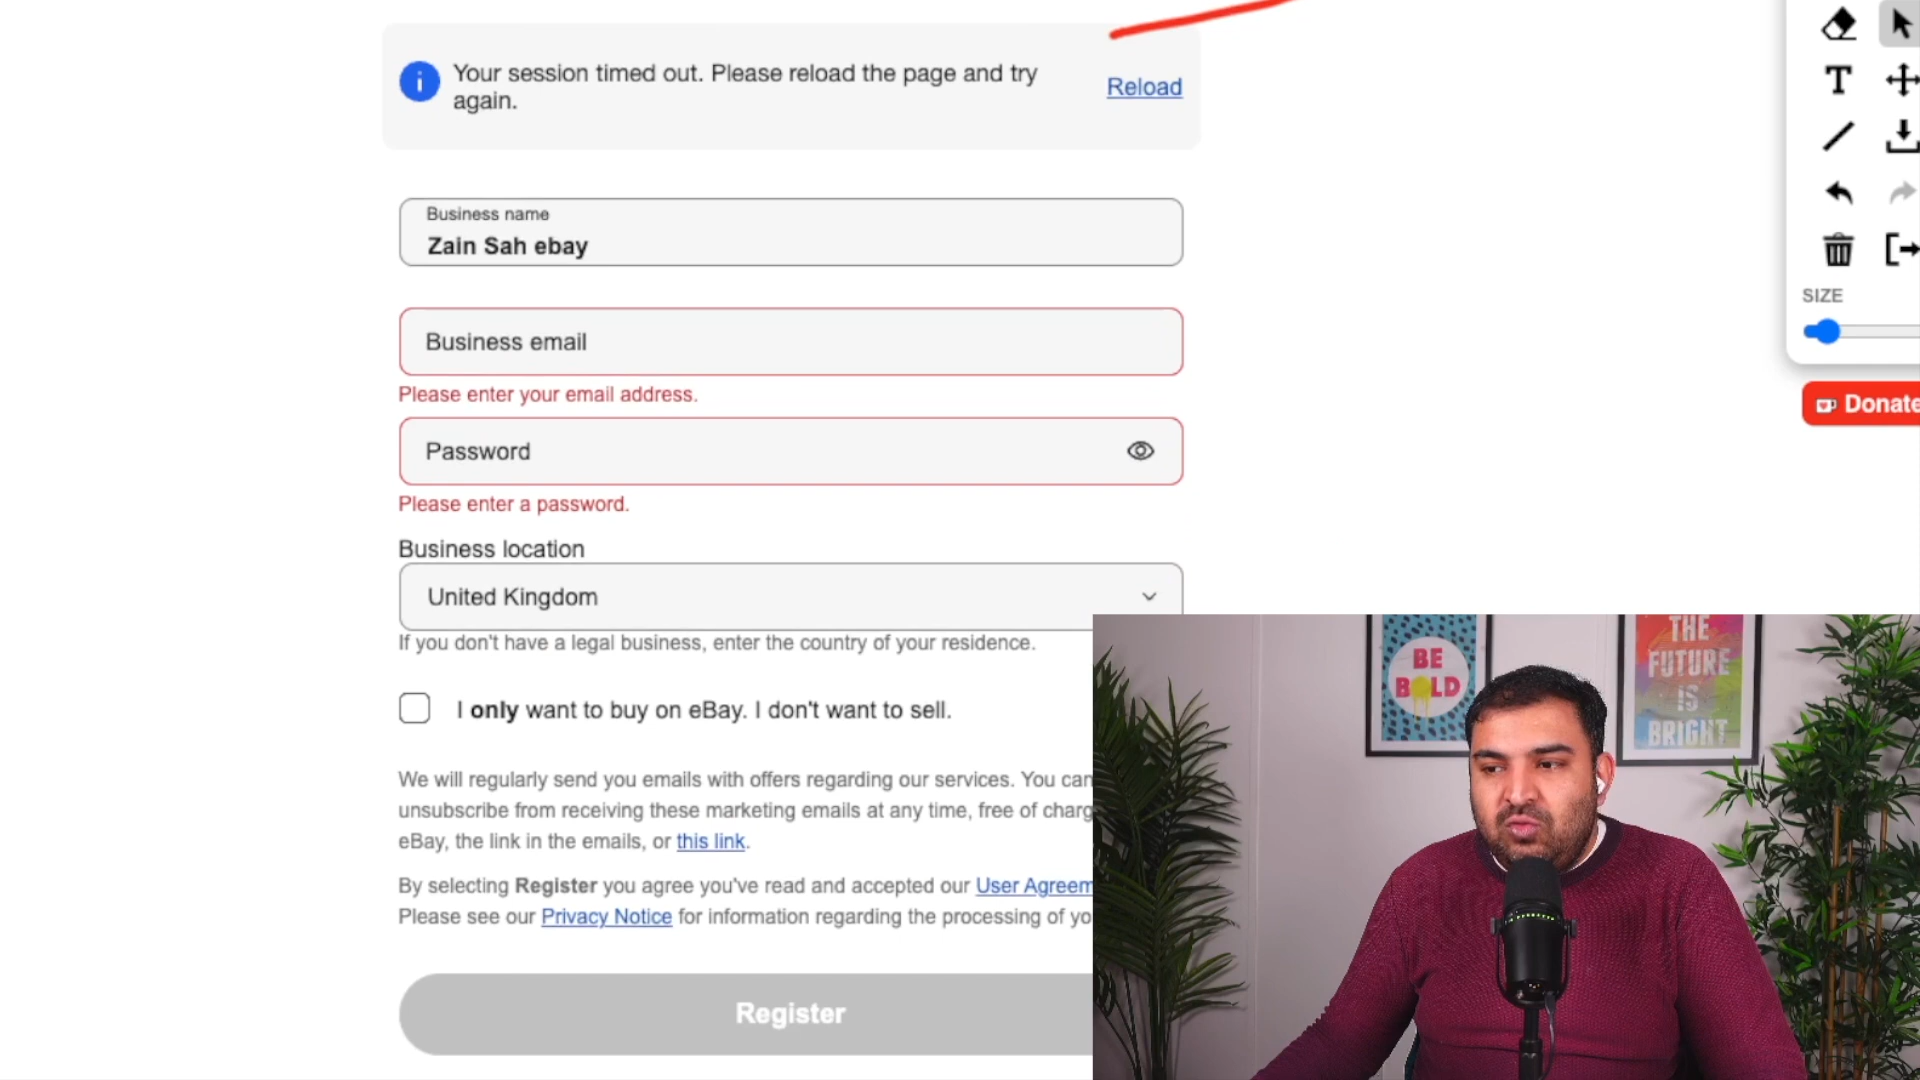 Your session timed out. Please reload the page and try
again.
Reload
Business name
Zain Sah ebay
Business email
Please enter your email address.
Password
Please enter a password.
Business location
United Kingdom
If you don't have a legal business, enter the country of your residence.
I only want to buy on eBay. I don't want to sell.
We will regularly send you emails with offers regarding our services. You can
unsubscribe from receiving these marketing emails at any time, free of charg
eBay, the link in the emails, or this link.
By selecting Register you agree you've read and accepted our User Agreem
Please see our Privacy Notice for information regarding the processing of yo
Register
T
SIZE
Donate
BE
BOLD
THE
FUTURE
IS
BRIGHT